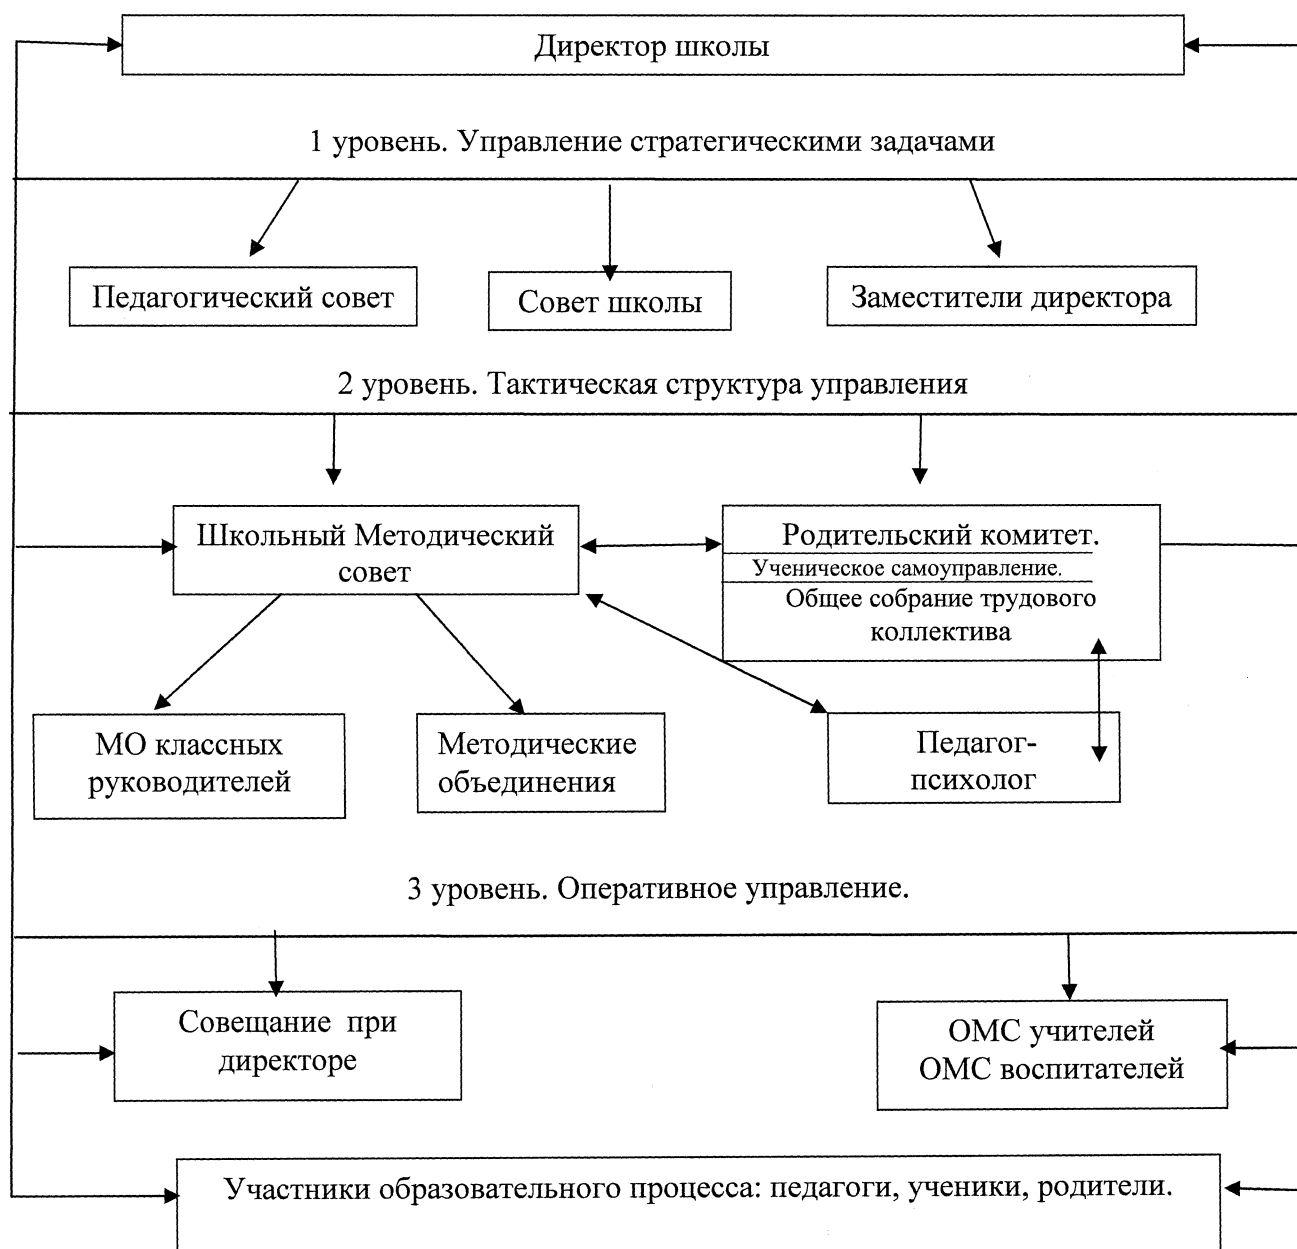 Директор школы
1 уровень. Управление стратегическими задачами
Педагогический совет
Совет школы
Заместители директора
2 уровень. Тактическая структура управления
Школьный Методический
совет
Родительский комитет.
Ученическое самоуправление.
Общее собрание трудового
коллектива
МО классных
руководителей
Методические
объединения
Педагог-
психолог
3 уровень. Оперативное управление.
Совещание при
директоре
ОМС учителей
ОМС воспитателей
Участники образовательного процесса: педагоги, ученики, родители.